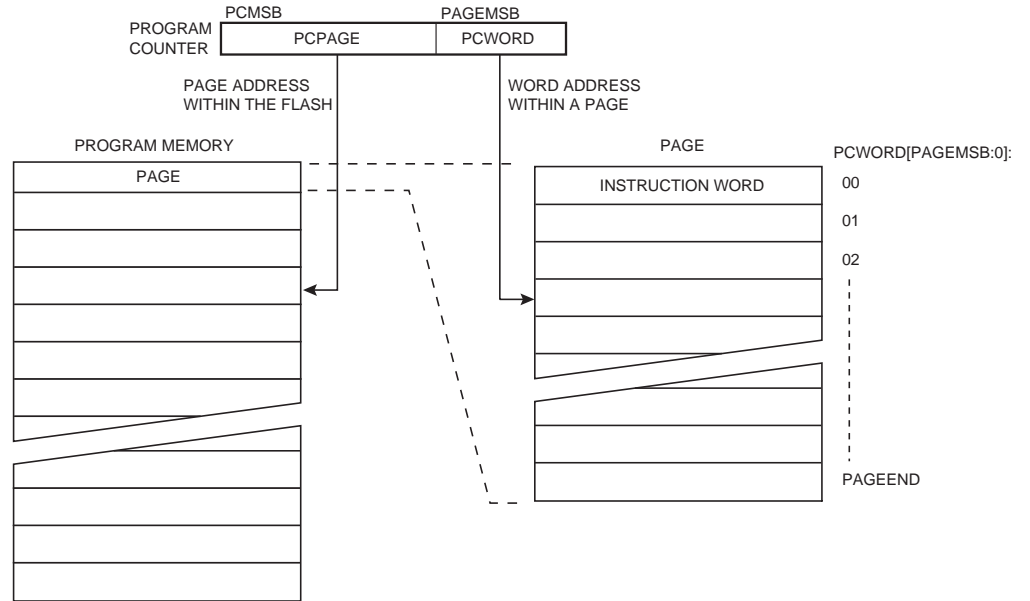 PCMSB PAGEMSB
PROGRAM
COUNTER
PCPAGE PCWORD
PAGE ADDRESS
WITHIN THE FLASH
WORD ADDRESS
WITHIN A PAGE
PROGRAM MEMORY
PAGE
PAGE
INSTRUCTION WORD
PCWORD[PAGEMSB:0]:
00
01
02
PAGEEND